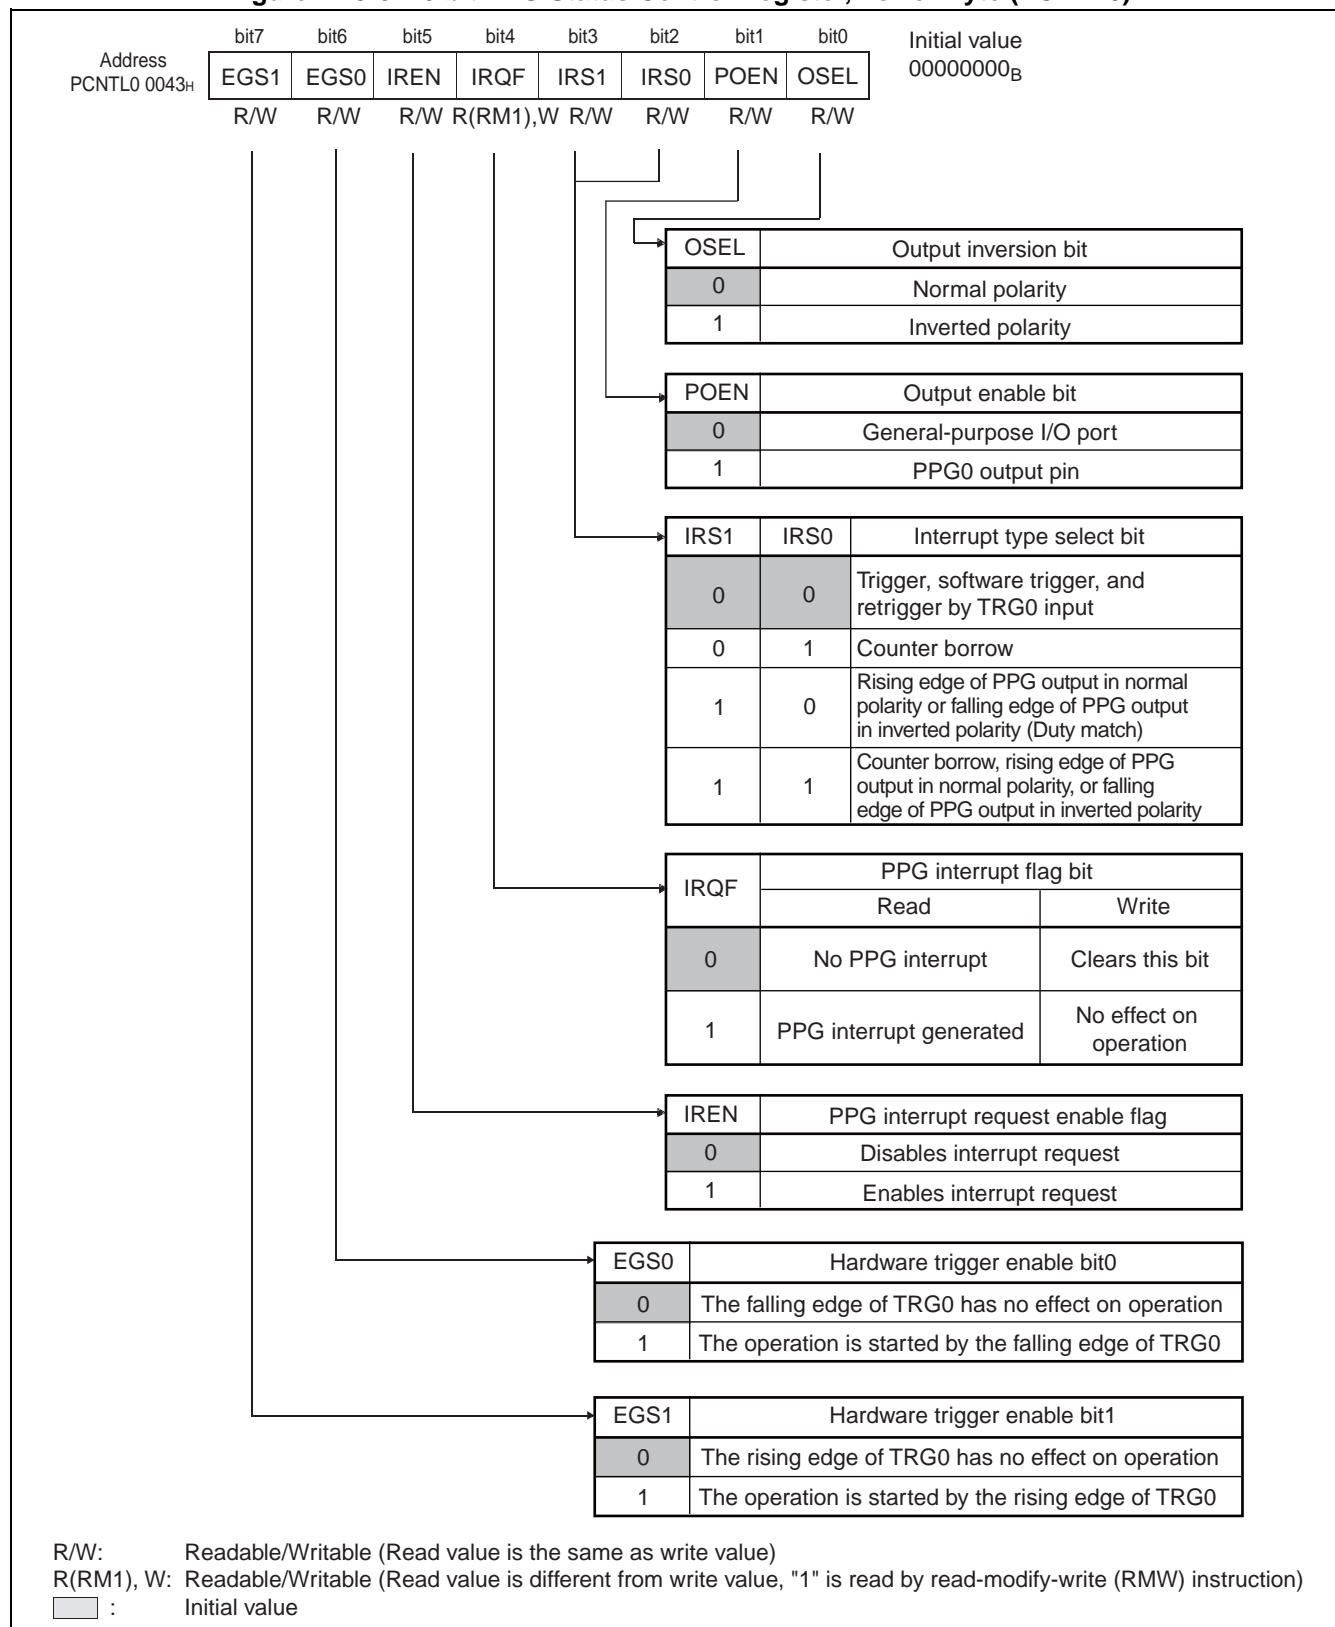 bit7 bit6 bit5 bit4 bit3 bit2 bit1 bit0 Initial value
Address
PCNTL0 0043H EGS1 EGS0 IREN IRQF IRS1 IRS0 POEN OSEL 00000000B
R/W R/W R/W R(RM1),W R/W R/W R/W R/W
OSEL Output inversion bit
0 Normal polarity
1 Inverted polarity
POEN Output enable bit
0 General-purpose I/O port
1 PPG0 output pin
IRS1 IRS0 Interrupt type select bit
0 0 Trigger, software trigger, and
retrigger by TRG0 input
0 1 Counter borrow
1 0 Rising edge of PPG output in normal
polarity or falling edge of PPG output
in inverted polarity (Duty match)
1 1 Counter borrow, rising edge of PPG
output in normal polarity, or falling
edge of PPG output in inverted polarity
IRQF PPG interrupt flag bit
Read Write
0 No PPG interrupt Clears this bit
1 PPG interrupt generated No effect on
operation
IREN PPG interrupt request enable flag
0 Disables interrupt request
1 Enables interrupt request
EGS0 Hardware trigger enable bit0
0 The falling edge of TRG0 has no effect on operation
1 The operation is started by the falling edge of TRG0
EGS1 Hardware trigger enable bit1
0 The rising edge of TRG0 has no effect on operation
1 The operation is started by the rising edge of TRG0
R/W: Readable/Writable (Read value is the same as write value)
R(RM1), W: Readable/Writable (Read value is different from write value, "1" is read by read-modify-write (RMW) instruction)
: Initial value